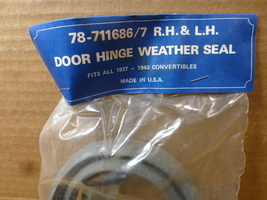 78-711686/7 R.H. & L.H.
DOOR HINGE WEATHER SEAL
FITS ALL 1937 - 1940 CONVERTIBLES
MADE IN U.S.A.